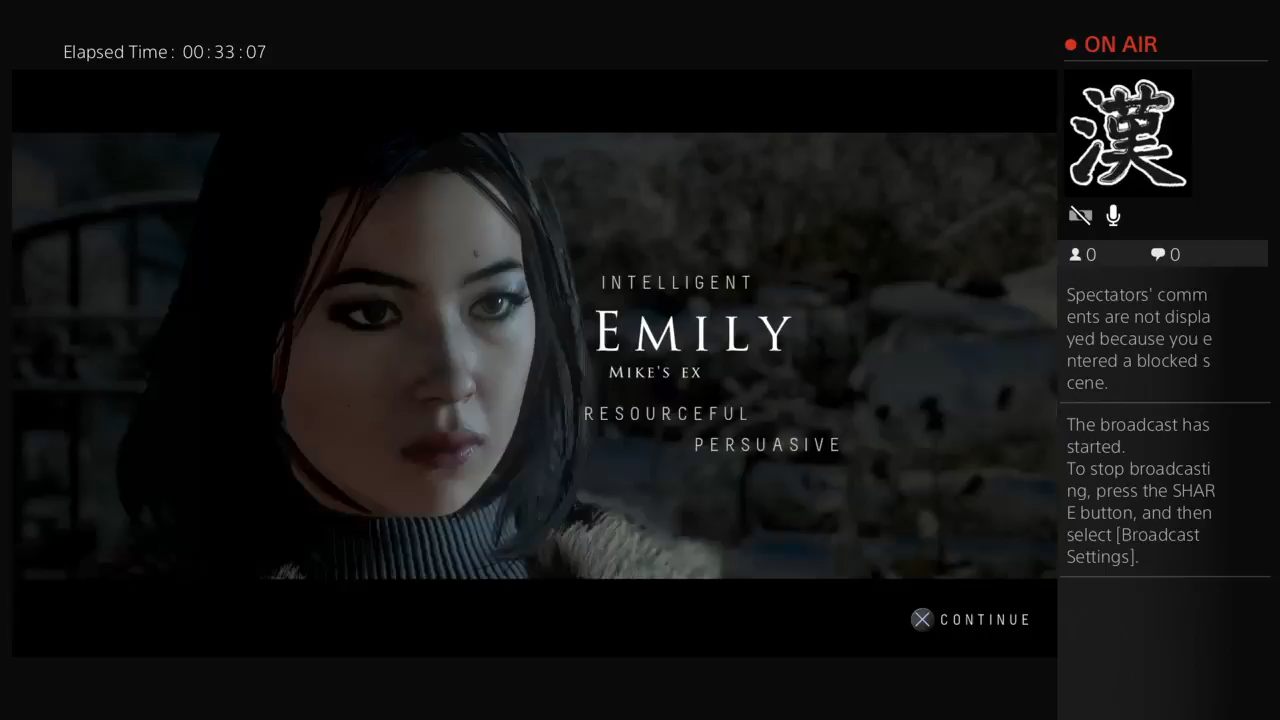 Elapsed Time: 00:33:07
ON AIR
漢
0 0
INTELLIGENT
EMILY
MIKE'S EX
RESOURCEFUL
PERSUASIVE
CONTINUE
Spectators' comm
ents are not displa
yed because you e
ntered a blocked s
cene.
The broadcast has
started.
To stop broadcasti
ng, press the SHAR
E button, and then
select [Broadcast
Settings].